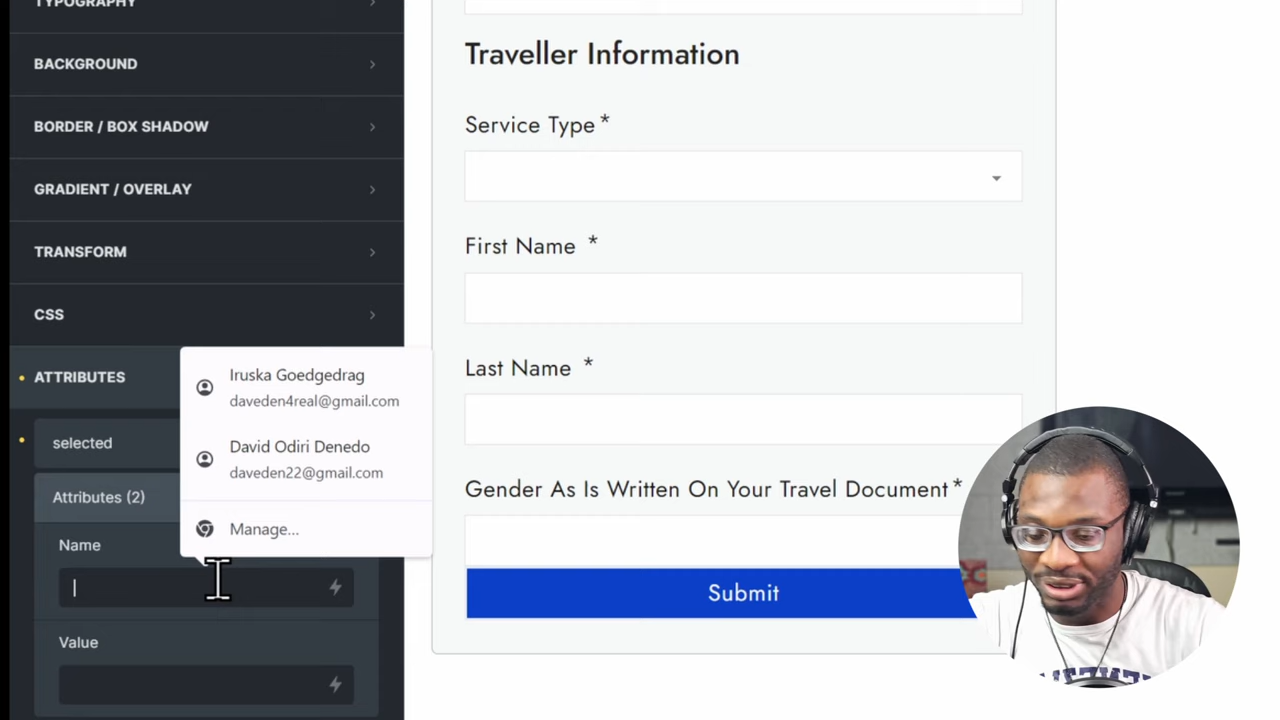 TYPOGRAPHY
BACKGROUND
BORDER / BOX SHADOW
GRADIENT / OVERLAY
TRANSFORM
CSS
ATTRIBUTES
selected
Attributes (2)
Name
Value
Iruska Goedgedrag
daveden4real@gmail.com
David Odiri Denedo
daveden22@gmail.com
Manage...
Traveller Information
Service Type *
First Name *
Last Name *
Gender As Is Written On Your Travel Document *
Submit